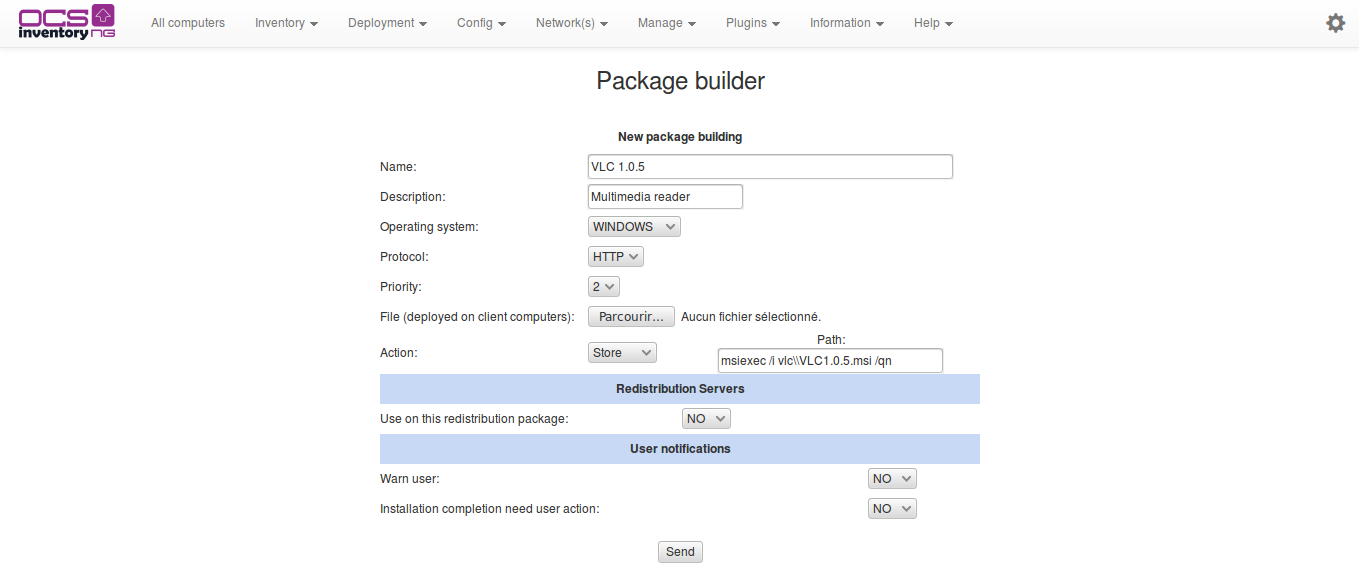 OCS
inventory NG
All computers Inventory Deployment Config Network(s) Manage Plugins Information Help
Package builder
New package building
Name: VLC 1.0.5
Description: Multimedia reader
Operating system: WINDOWS
Protocol: HTTP
Priority: 2
File (deployed on client computers): Parcourir... Aucun fichier sélectionné.
Path:
Action: Store msiexec /i vlc\\VLC1.0.5.msi /qn
Redistribution Servers
Use on this redistribution package: NO
User notifications
Warn user: NO
Installation completion need user action: NO
Send